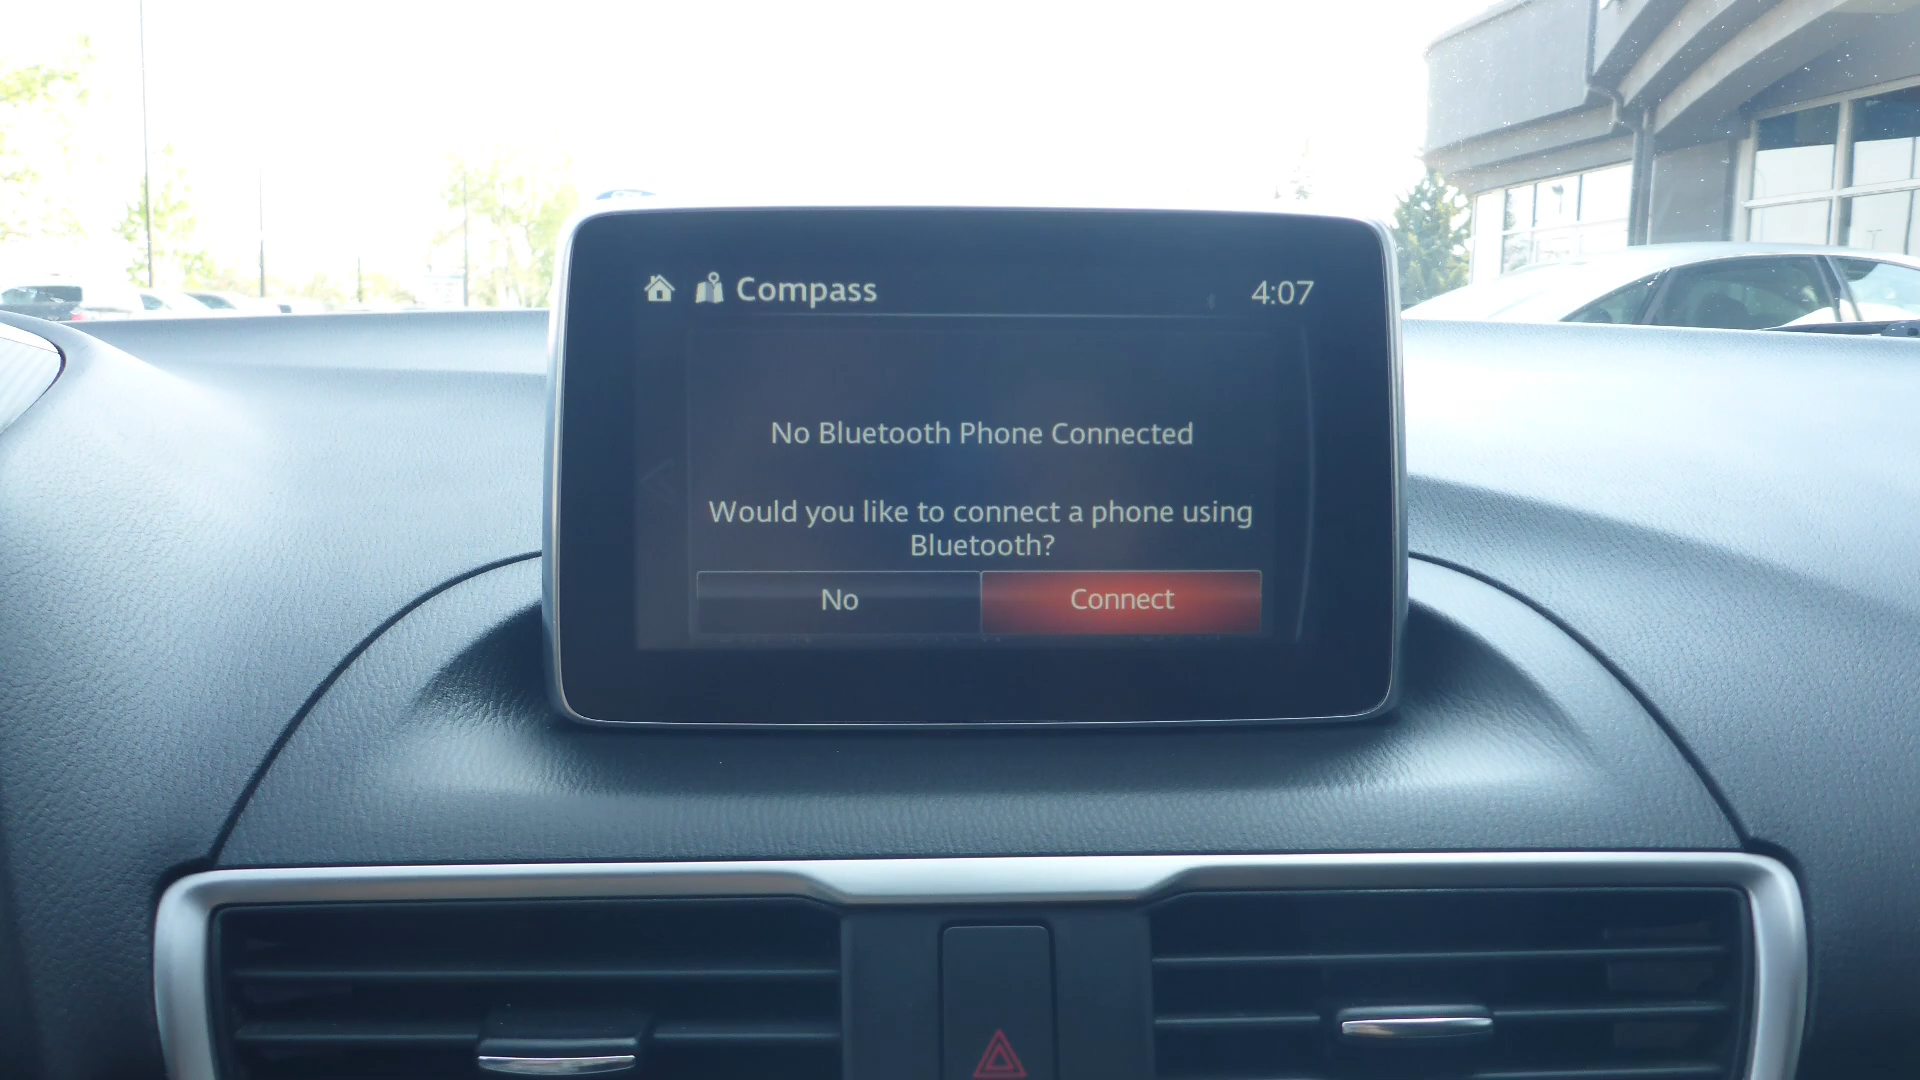 Compass
4:07
No Bluetooth Phone Connected
Would you like to connect a phone using
Bluetooth?
No
Connect